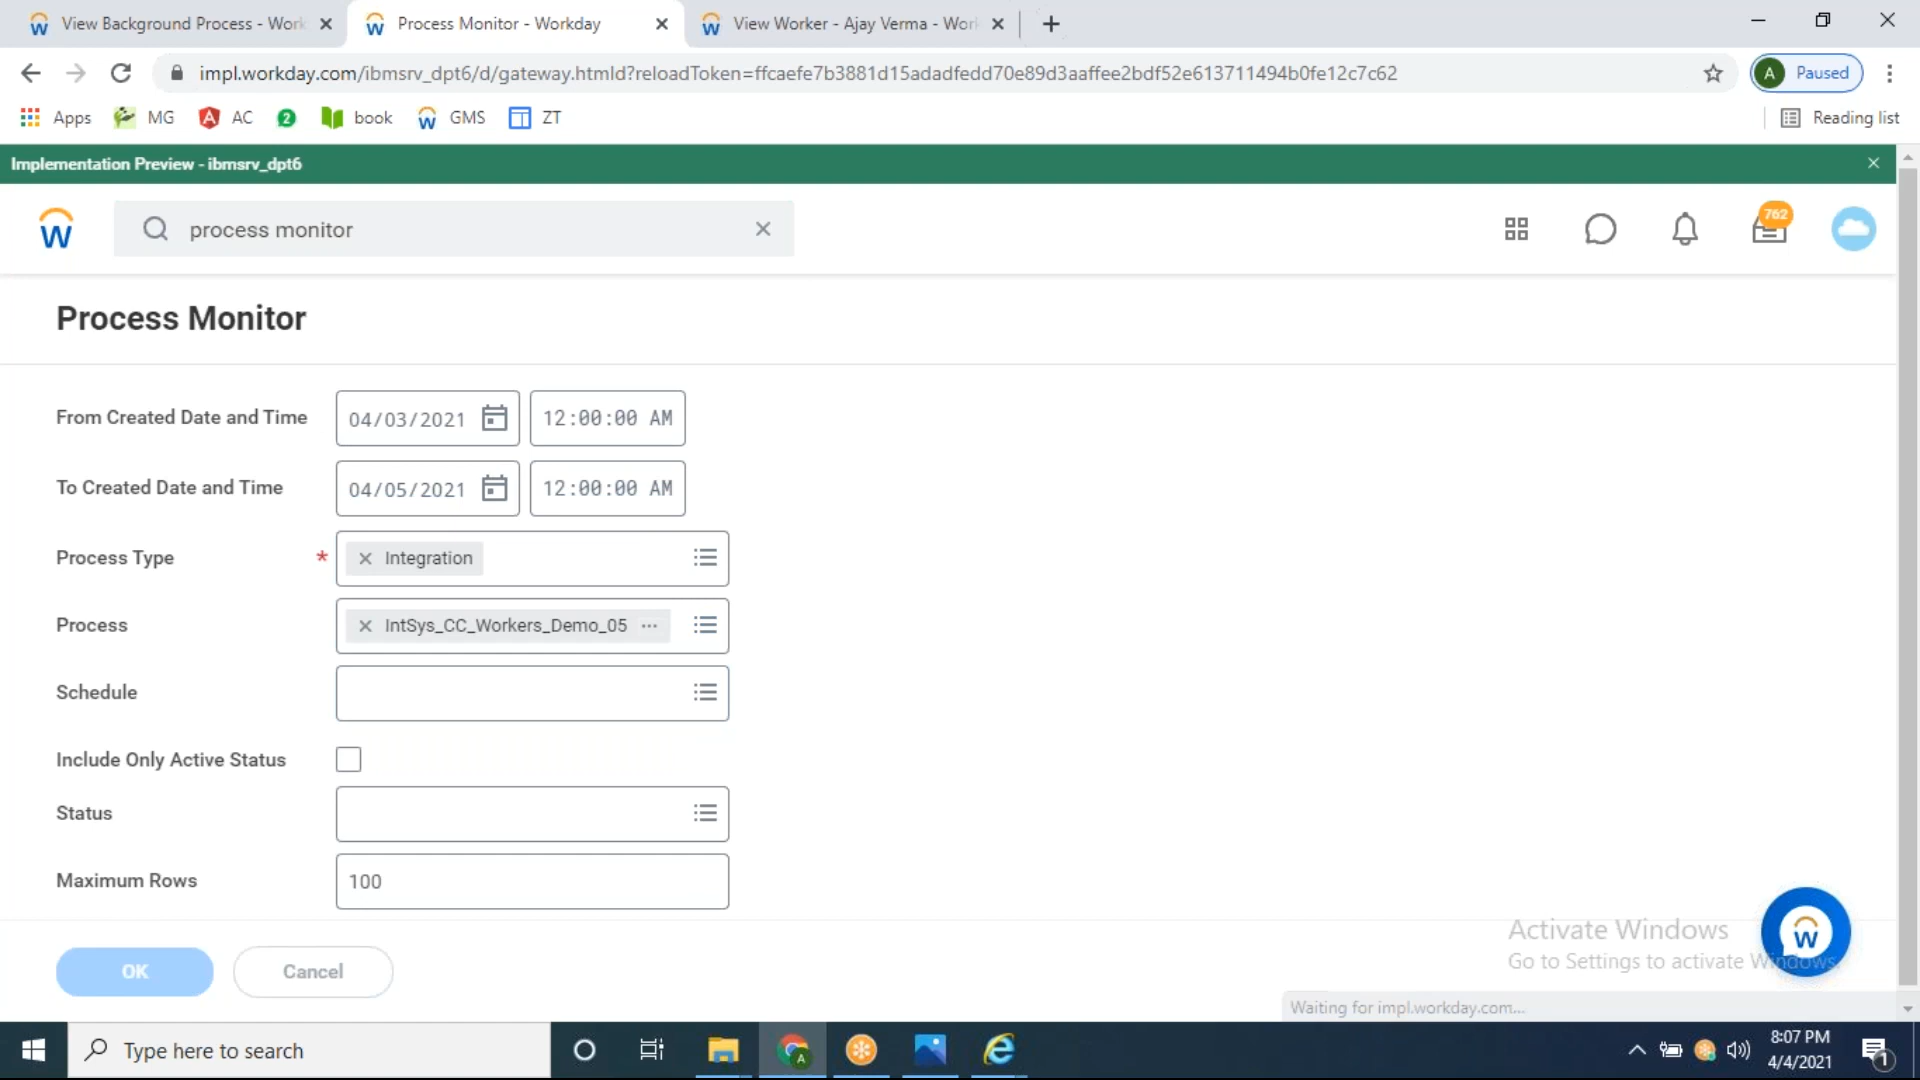 View Background Process - Work
Process Monitor - Workday
View Worker - Ajay Verma - Work
impl.workday.com/ibmsrv_dpt6/d/gateway.htmld?reloadToken=ffcaefe7b3881d15adadfedd70e89d3aaffee2bdf52e613711494b0fe12c7c62
A Paused
Apps MG AC 2 book GMS ZT
Reading list
Implementation Preview - ibmsrv_dpt6
W process monitor
762
Process Monitor
From Created Date and Time 04/03/2021 12:00:00 AM
To Created Date and Time 04/05/2021 12:00:00 AM
Process Type * Integration
Process IntSys_CC_Workers_Demo_05 ...
Schedule
Include Only Active Status
Status
Maximum Rows 100
Activate Windows
Go to Settings to activate Windows.
OK Cancel
Waiting for impl.workday.com...
Type here to search
8:07 PM
4/4/2021
1